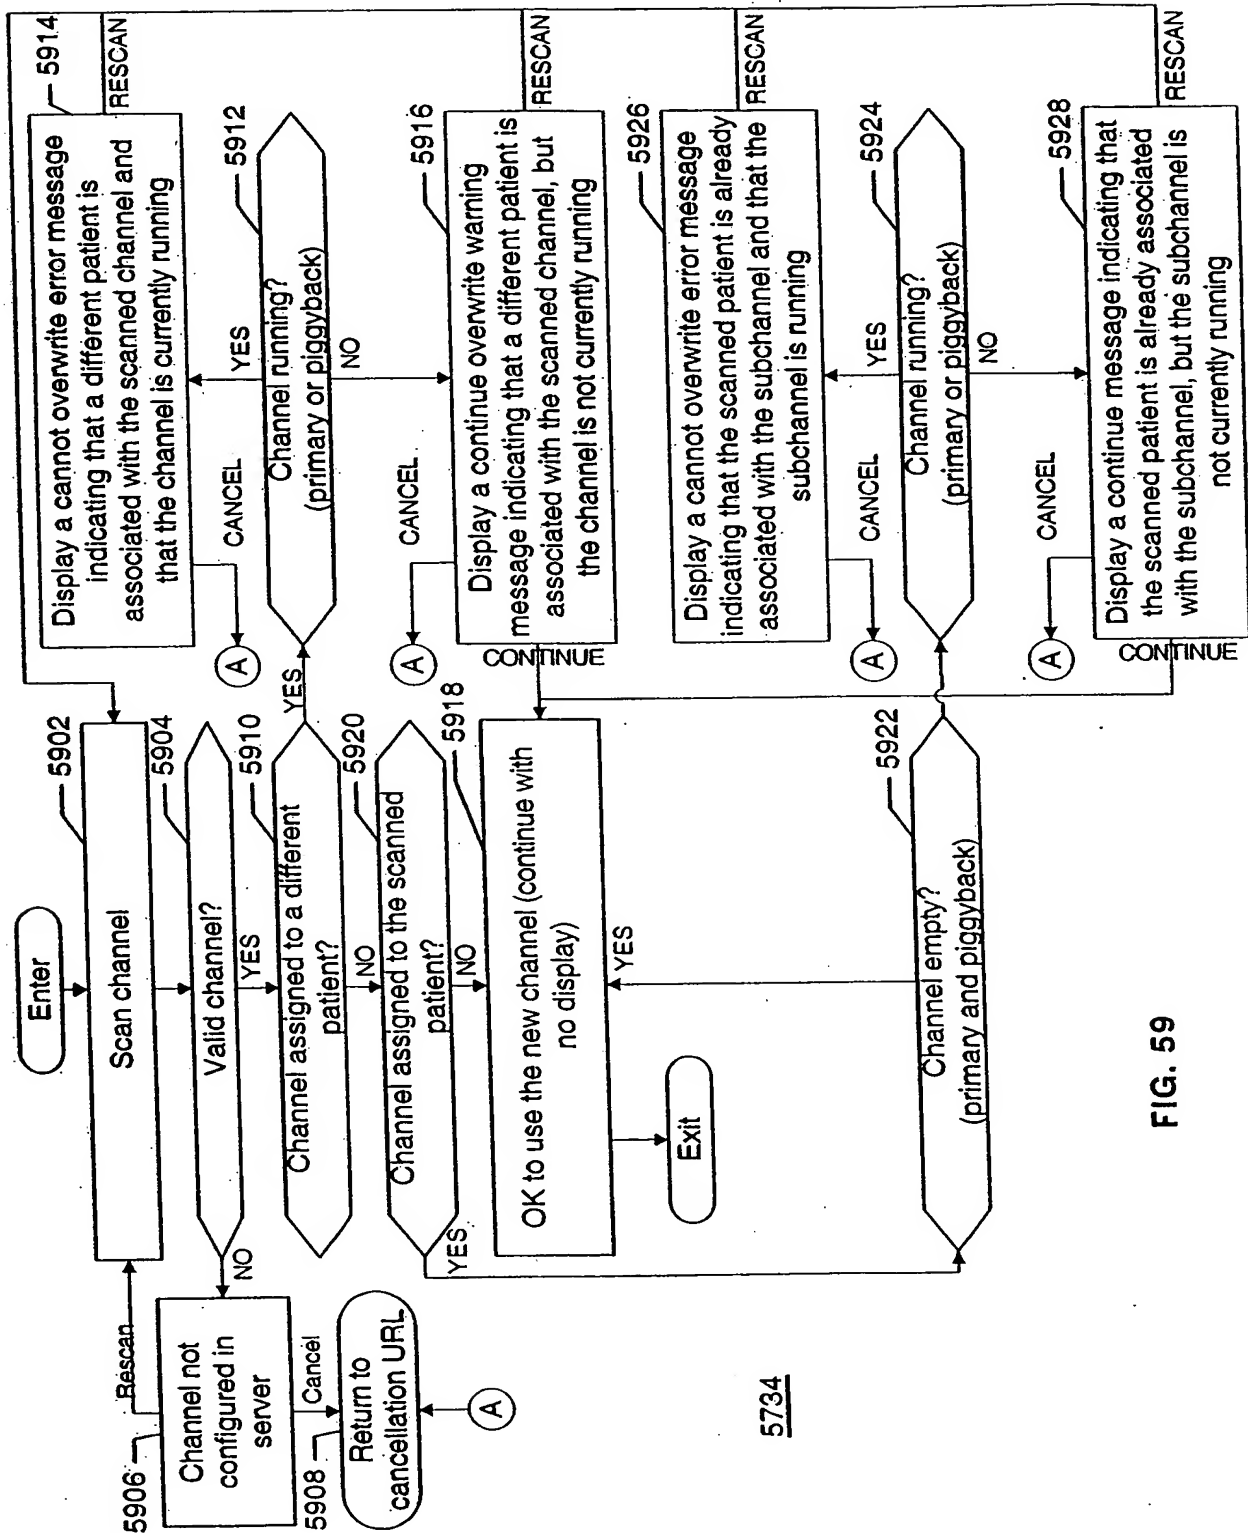 Enter
5902
Scan channel
5904
Valid channel?
YES
NO
Rescan
5906
Channel not
configured in
server
Cancel
5908
Return to
cancellation URL
A
5910
Channel assigned to a different
patient?
YES
NO
5920
Channel assigned to the scanned
patient?
NO
YES
5918
OK to use the new channel (continue with
no display)
YES
Exit
5922
Channel empty?
(primary and piggyback)
5914
Display a cannot overwrite error message
indicating that a different patient is
associated with the scanned channel and
that the channel is currently running
RESCAN
CANCEL
A
YES
5912
Channel running?
(primary or piggyback)
NO
5916
Display a continue overwrite warning
message indicating that a different patient is
associated with the scanned channel, but
the channel is not currently running
RESCAN
CANCEL
A
CONTINUE
5926
Display a cannot overwrite error message
indicating that the scanned patient is already
associated with the subchannel and that the
subchannel is running
RESCAN
CANCEL
A
YES
5924
Channel running?
(primary or piggyback)
NO
5928
Display a continue message indicating that
the scanned patient is already associated
with the subchannel, but the subchannel is
not currently running
RESCAN
CANCEL
A
CONTINUE
5734
FIG. 59